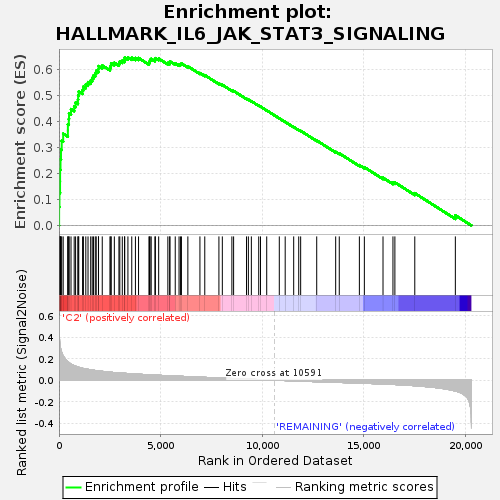 Enrichment plot:
HALLMARK_IL6_JAK_STAT3_SIGNALING
Enrichment score (ES)
0.6
0.5
0.4
0.3
0.2
0.1
0.0
'C2' (positively correlated)
Ranked list metric (Signal2Noise)
0.6
0.4
0.2
0.0
-0.2
-0.4
Zero cross at 10591
'REMAINING' (negatively correlated)
0
5,000
10,000
15,000
20,000
Rank in Ordered Dataset
Enrichment profile
Hits
Ranking metric scores